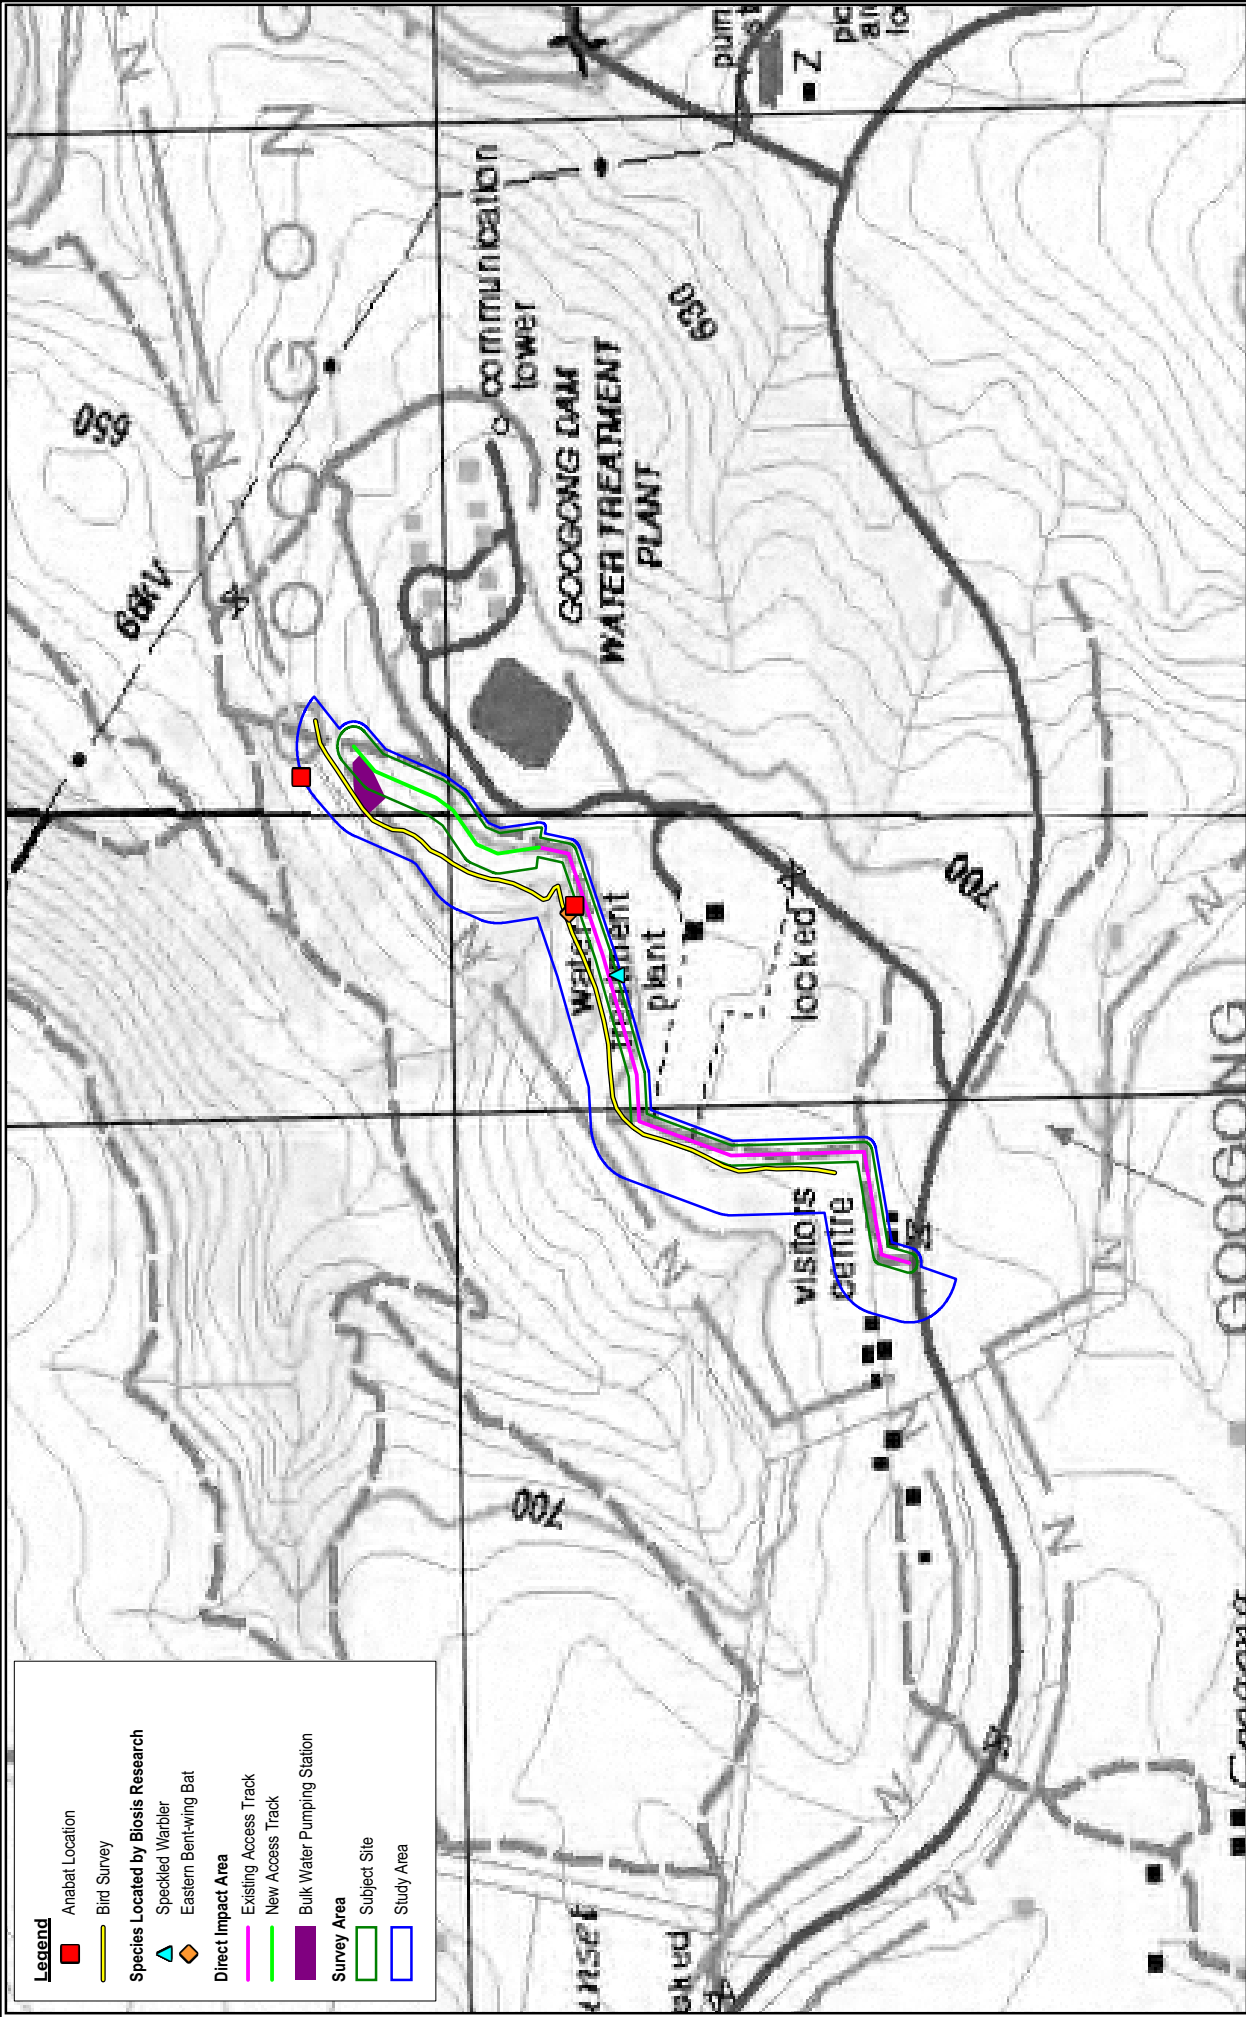 Legend
Anabat Location
Bird Survey
Species Located by Biosis Research
Speckled Warbler
Eastern Bent-wing Bat
Direct Impact Area
Existing Access Track
New Access Track
Bulk Water Pumping Station
Survey Area
Subject Site
Study Area
650
66kV
GOOGONG
communication
tower
GOOGONG DAM
WATER TREATMENT
PLANT
630
water
treatment
plant
locked
visitors
centre
700
700
GOOGONG
N
N
N
N
N
N
N
N
N
N
N
Z